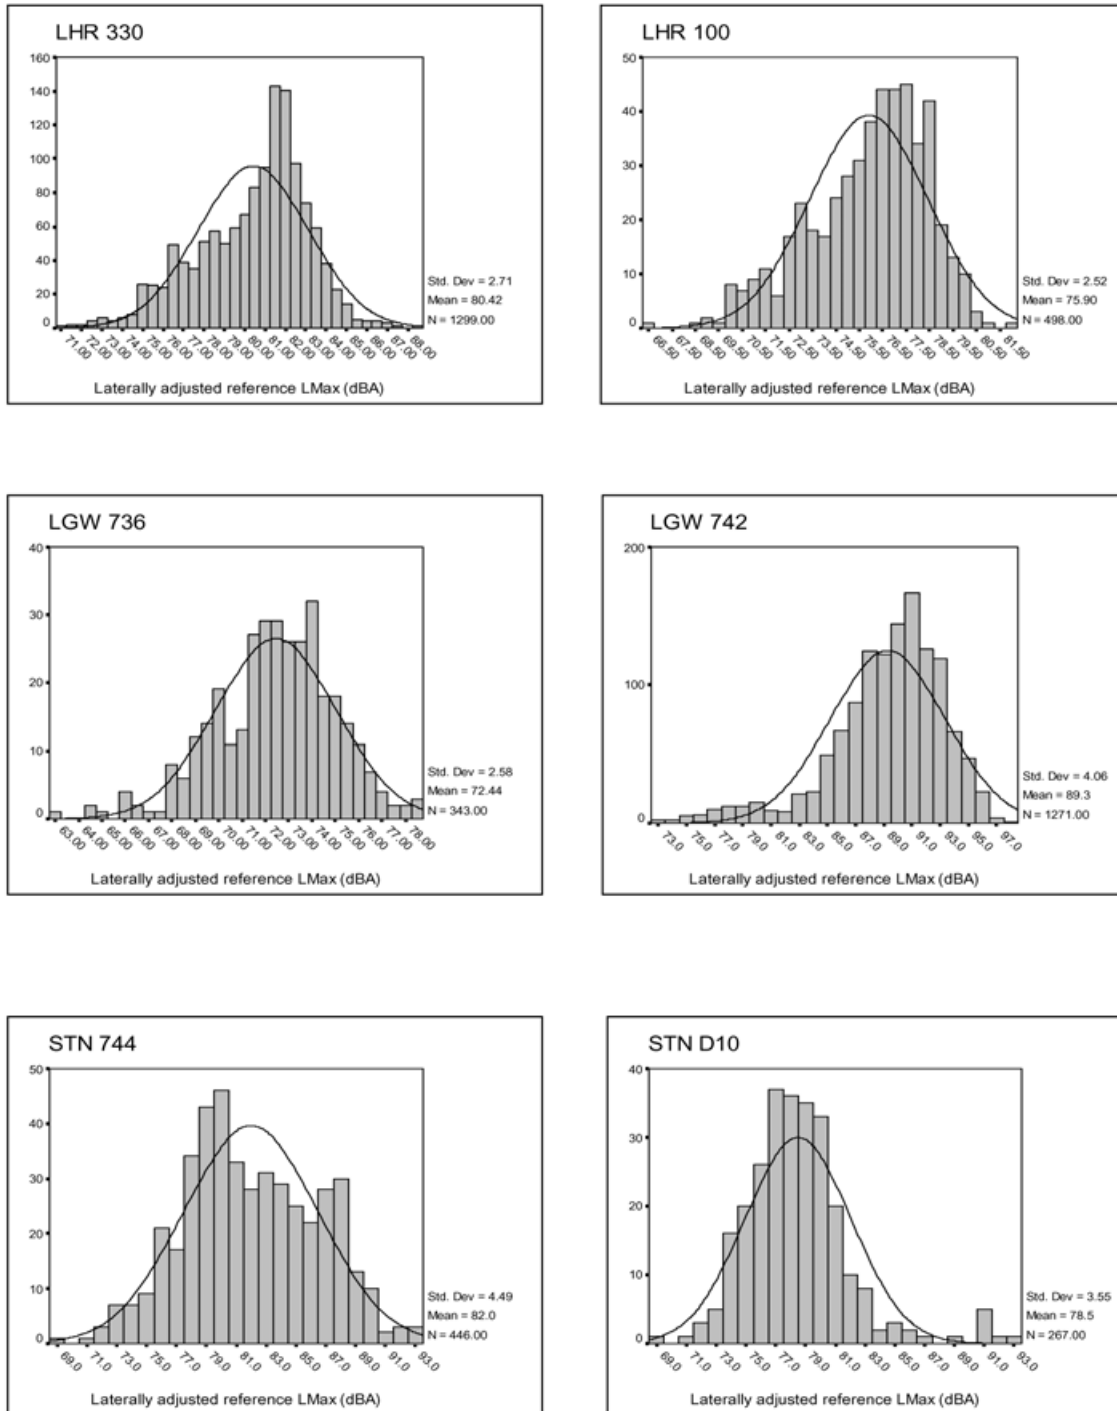 LHR 330
160
140
120
100
80
60
40
20
0
71.00 72.00 73.00 74.00 75.00 76.00 77.00 78.00 79.00 80.00 81.00 82.00 83.00 84.00 85.00 86.00 87.00 88.00
Std. Dev = 2.71
Mean = 80.42
N = 1299.00
Laterally adjusted reference LMax (dBA)
LHR 100
50
40
30
20
10
0
66.50 67.50 68.50 69.50 70.50 71.50 72.50 73.50 74.50 75.50 76.50 77.50 78.50 79.50 80.50 81.50
Std. Dev = 2.52
Mean = 75.90
N = 498.00
Laterally adjusted reference LMax (dBA)
LGW 736
40
30
20
10
0
63.00 64.00 65.00 66.00 67.00 68.00 69.00 70.00 71.00 72.00 73.00 74.00 75.00 76.00 77.00 78.00
Std. Dev = 2.58
Mean = 72.44
N = 343.00
Laterally adjusted reference LMax (dBA)
LGW 742
200
100
0
73.0 75.0 77.0 79.0 81.0 83.0 85.0 87.0 89.0 91.0 93.0 95.0 97.0
Std. Dev = 4.06
Mean = 89.3
N = 1271.00
Laterally adjusted reference LMax (dBA)
STN 744
50
40
30
20
10
0
69.0 71.0 73.0 75.0 77.0 79.0 81.0 83.0 85.0 87.0 89.0 91.0 93.0
Std. Dev = 4.49
Mean = 82.0
N = 446.00
Laterally adjusted reference LMax (dBA)
STN D10
40
30
20
10
0
69.0 71.0 73.0 75.0 77.0 79.0 81.0 83.0 85.0 87.0 89.0 91.0 93.0
Std. Dev = 3.55
Mean = 78.5
N = 267.00
Laterally adjusted reference LMax (dBA)